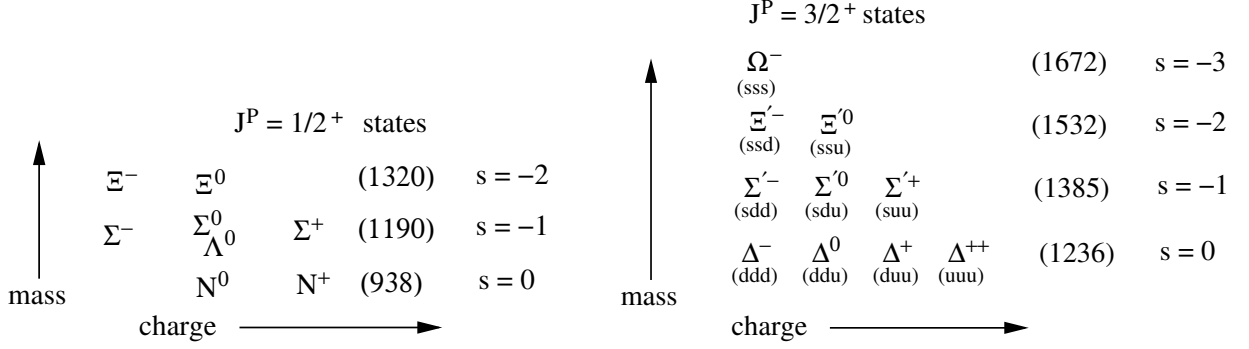 J^P = 1/2^+ states
Ξ^− Ξ^0 (1320) s = −2
Σ^− Σ^0 Σ^+ (1190) s = −1
Λ^0
N^0 N^+ (938) s = 0
mass
charge
J^P = 3/2^+ states
Ω^− (1672) s = −3
(sss)
Ξ′^− Ξ′^0 (1532) s = −2
(ssd) (ssu)
Σ′^− Σ′^0 Σ′^+ (1385) s = −1
(sdd) (sdu) (suu)
Δ^− Δ^0 Δ^+ Δ^++ (1236) s = 0
(ddd) (ddu) (duu) (uuu)
mass
charge